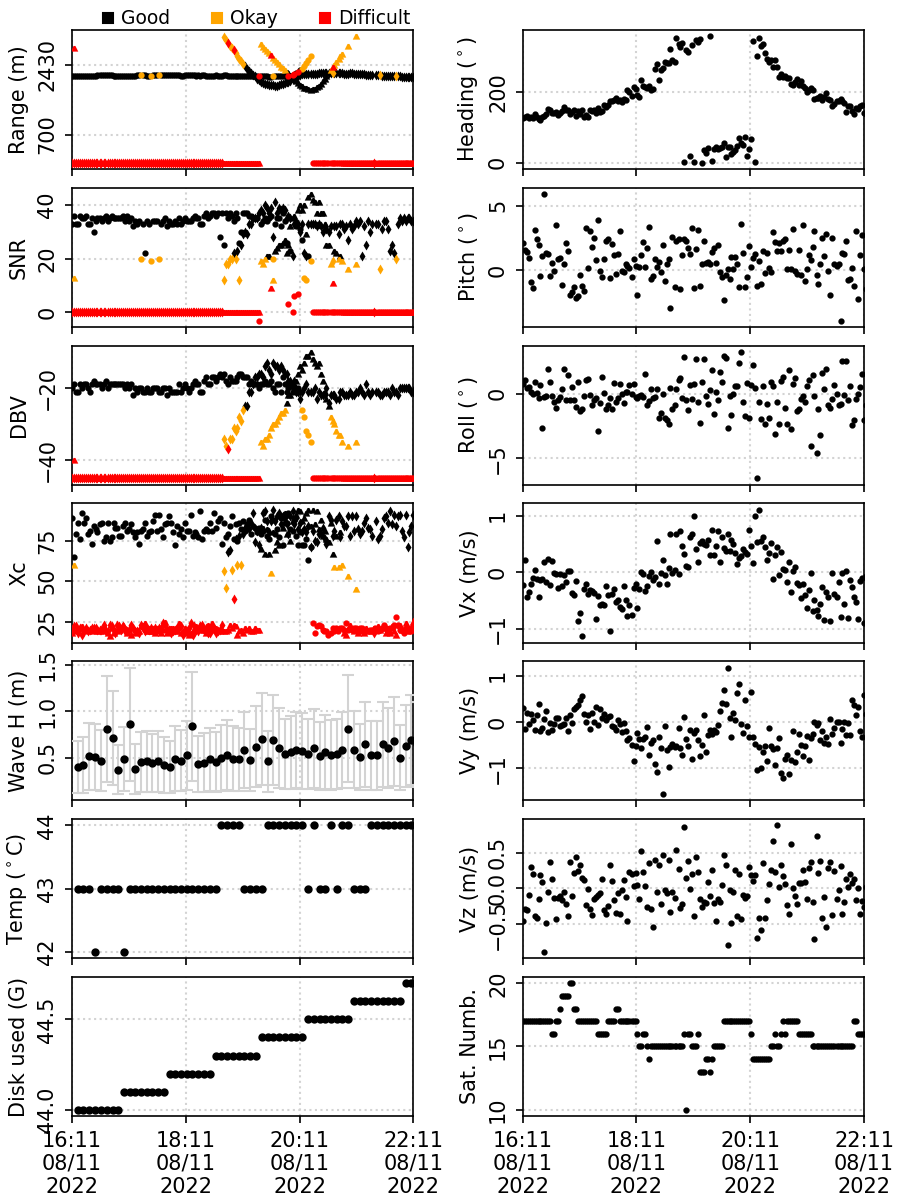 Good Okay Difficult
Range (m)
2430
700
Heading (°)
200
0
SNR
40
20
0
Pitch (°)
5
0
DBV
−20
−40
Roll (°)
0
−5
Xc
75
50
25
Vx (m/s)
1
0
−1
Wave H (m)
1.5
1.0
0.5
Vy (m/s)
1
0
−1
Temp (°C)
44
43
42
Vz (m/s)
0.5
0.0
−0.5
Disk used (G)
44.5
44.0
Sat. Numb.
20
15
10
16:11 18:11 20:11 22:11
08/11 08/11 08/11 08/11
2022 2022 2022 2022
16:11 18:11 20:11 22:11
08/11 08/11 08/11 08/11
2022 2022 2022 2022